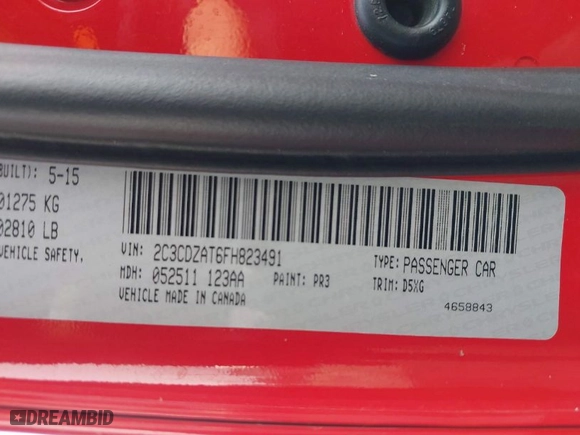 BUILT): 5-15
01275 KG
02810 LB
VEHICLE SAFETY.
VIN: 2C3CDZAT6FH823491
TYPE: PASSENGER CAR
MDH: 052511 123AA
PAINT: PR3
TRIM: D5XG
VEHICLE MADE IN CANADA
4658843
DREAMBID